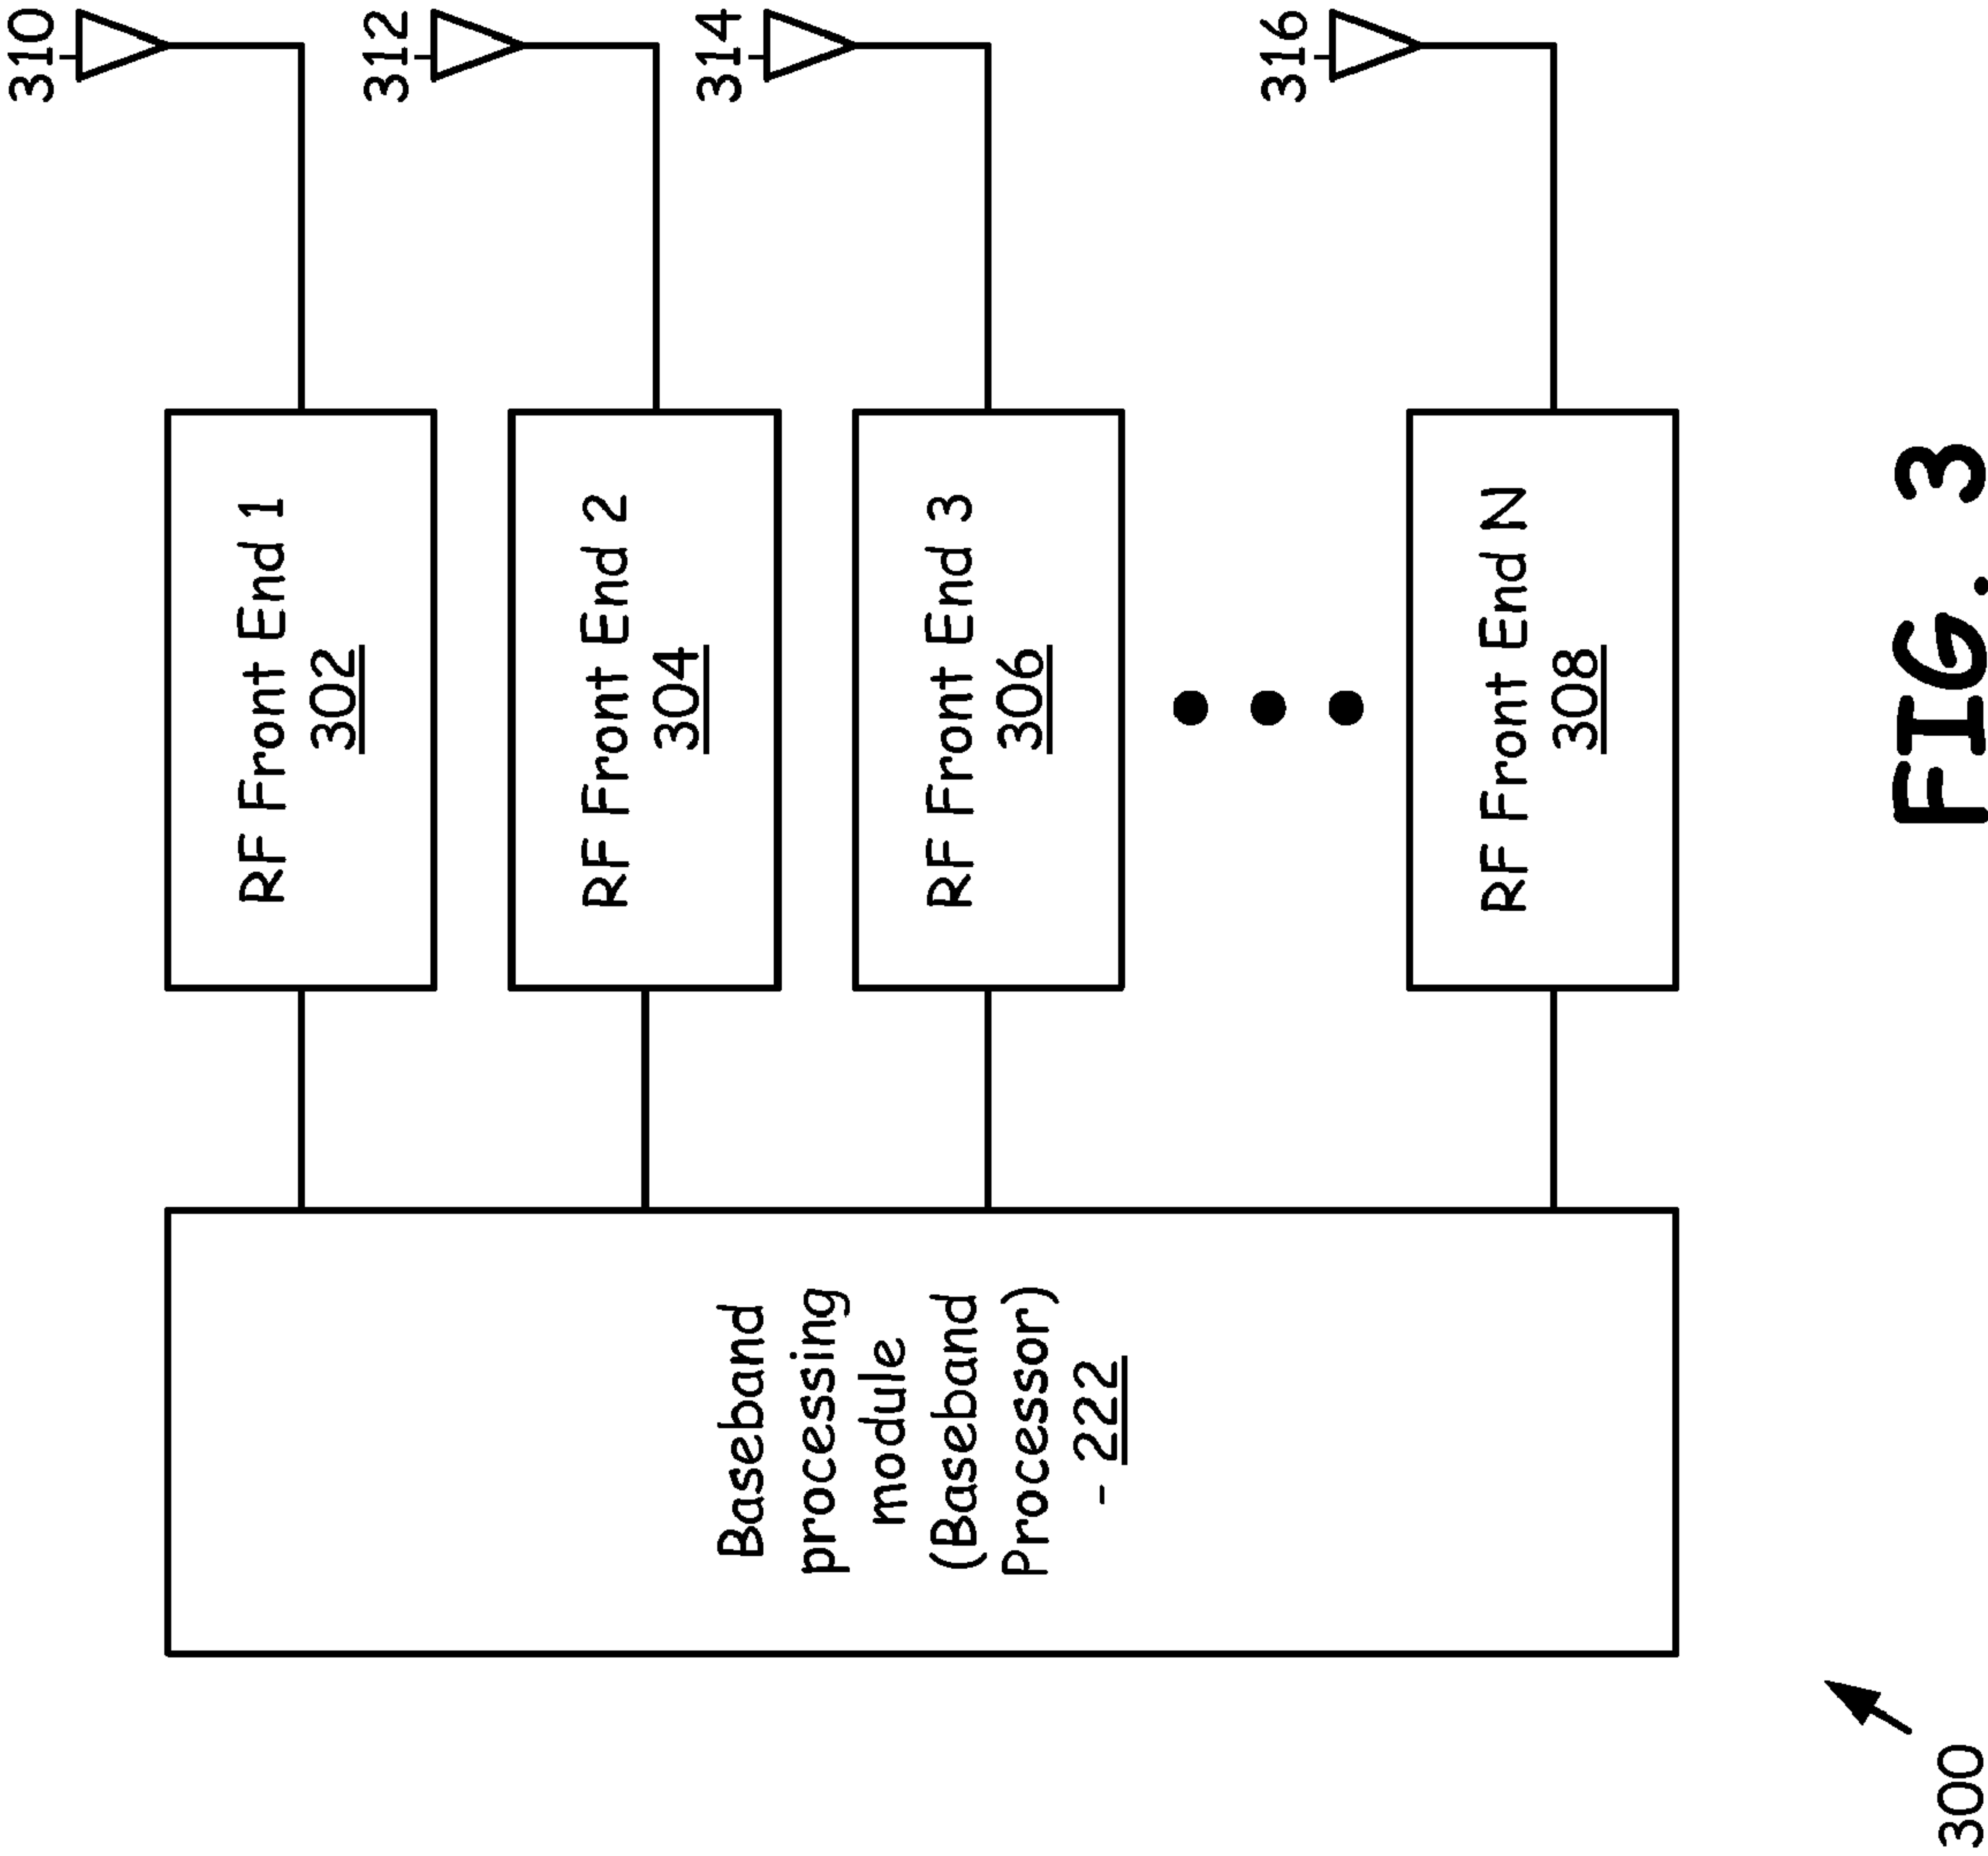 310
RF Front End 1
302
312
RF Front End 2
304
314
RF Front End 3
306
316
RF Front End N
308
Baseband
processing
module
(Baseband
Processor)
- 222
300
FIG. 3